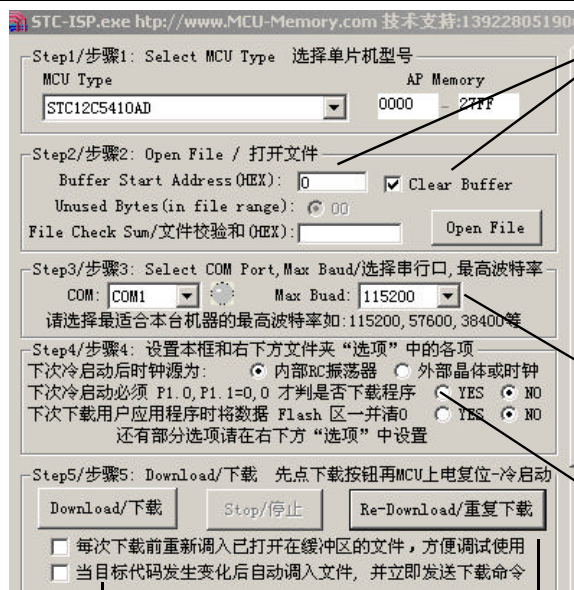 STC-ISP.exe http://www.MCU-Memory.com 技术支持:1392280519
Step1/步骤1: Select MCU Type 选择单片机型号
MCU Type AP Memory
STC12C5410AD 0000 - 27FF
Step2/步骤2: Open File / 打开文件
Buffer Start Address(HEX): 0 Clear Buffer
Unused Bytes(in file range): 00
File Check Sum/文件校验和(HEX): Open File
Step3/步骤3: Select COM Port,Max Baud/选择串行口,最高波特率
COM: COM1 Max Buad: 115200
请选择最适合本台机器的最高波特率如:115200,57600,38400等
Step4/步骤4: 设置本框和右下方文件夹“选项”中的各项
下次冷启动后时钟源为: 内部RC振荡器 外部晶体或时钟
下次冷启动必须 P1.0,P1.1=0,0 才判是否下载程序 YES NO
下次下载用户应用程序时将数据 Flash 区一并清0 YES NO
还有部分选项请在右下方“选项”中设置
Step5/步骤5: Download/下载 先点下载按钮再MCU上电复位-冷启动
Download/下载 Stop/停止 Re-Download/重复下载
每次下载前重新调入已打开在缓冲区的文件，方便调试使用
当目标代码发生变化后自动调入文件, 并立即发送下载命令